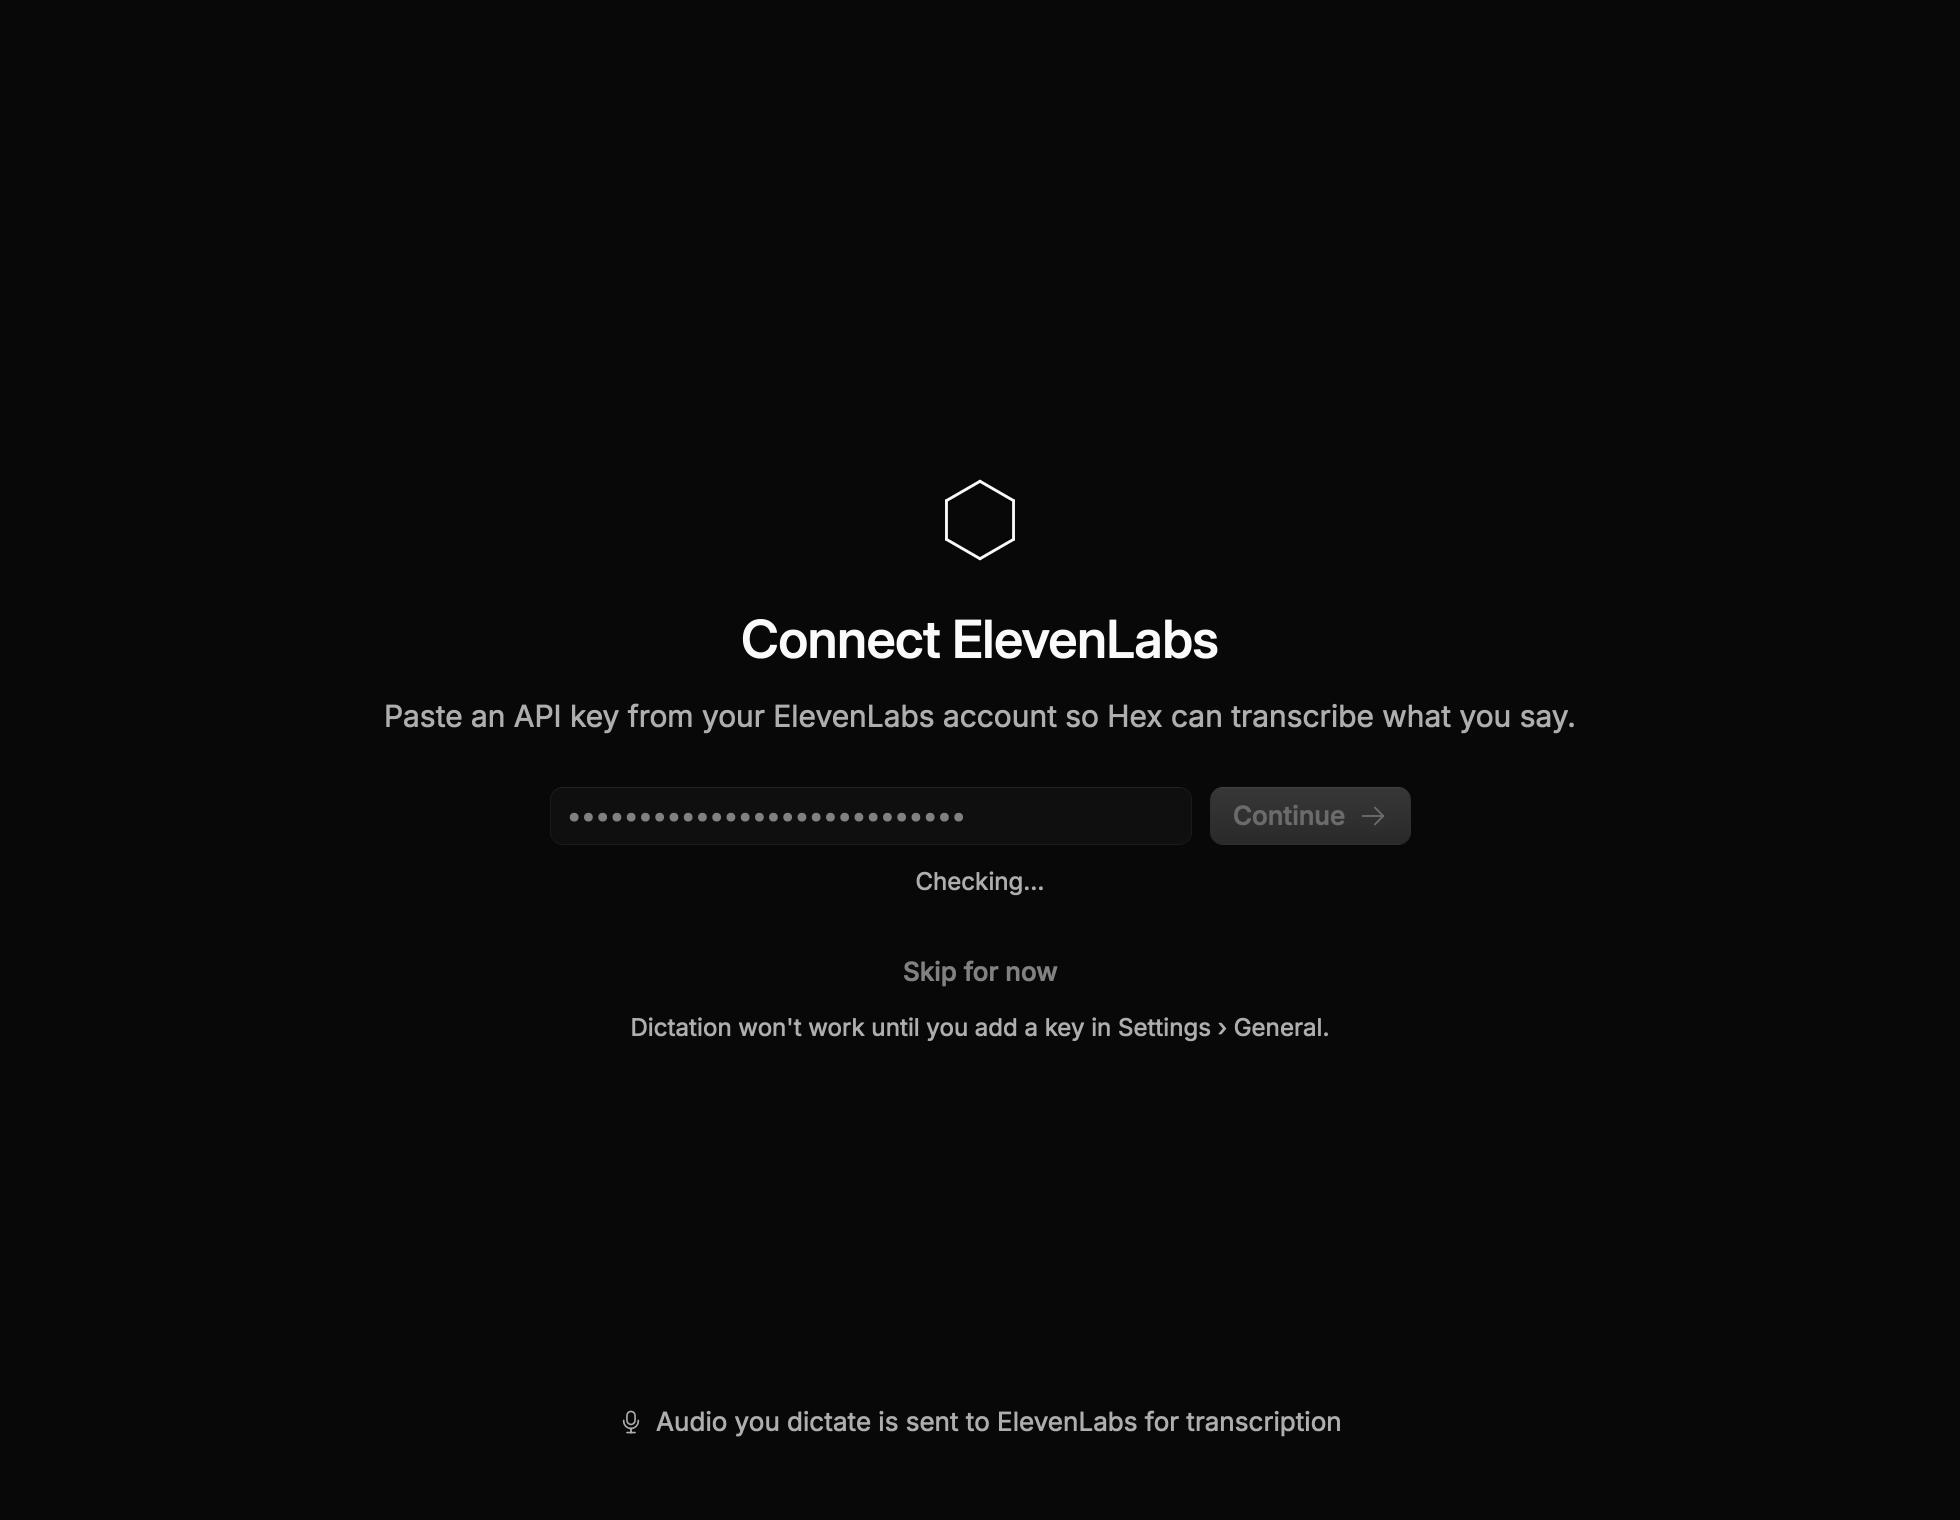 Connect ElevenLabs
Paste an API key from your ElevenLabs account so Hex can transcribe what you say.
••••••••••••••••••••••••••••
Continue →
Checking...
Skip for now
Dictation won't work until you add a key in Settings › General.
Audio you dictate is sent to ElevenLabs for transcription